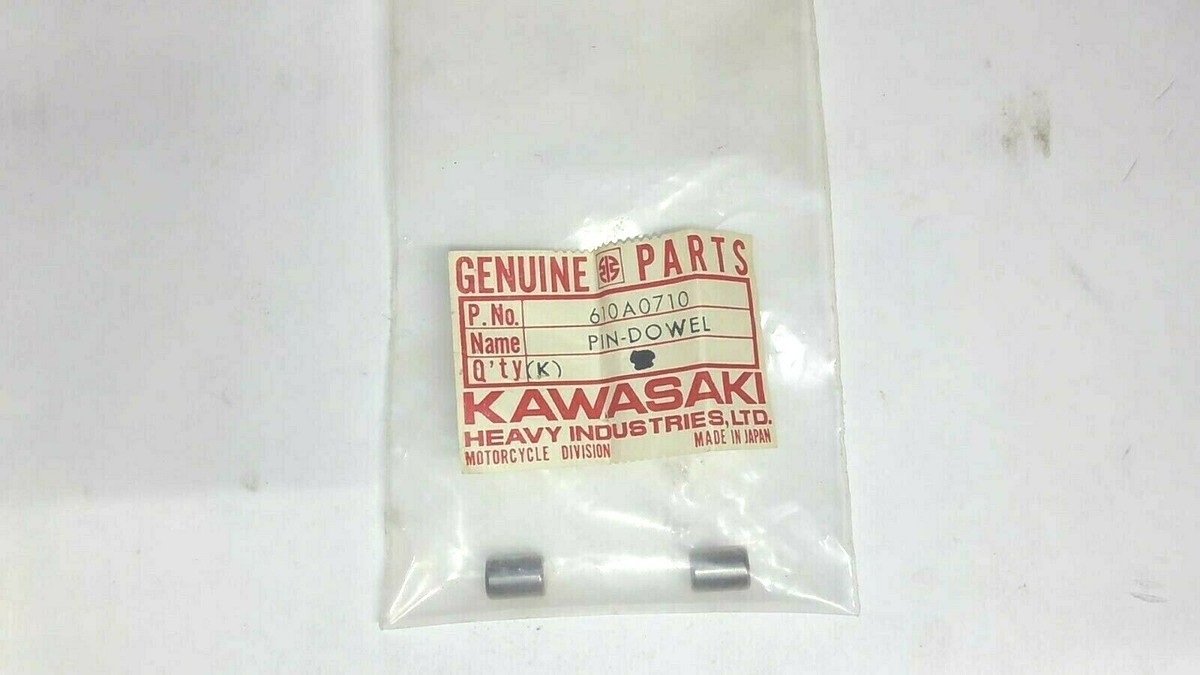 GENUINE PARTS
P.No. 610A0710
Name PIN-DOWEL
Q'ty (K)
KAWASAKI
HEAVY INDUSTRIES, LTD.
MOTORCYCLE DIVISION MADE IN JAPAN